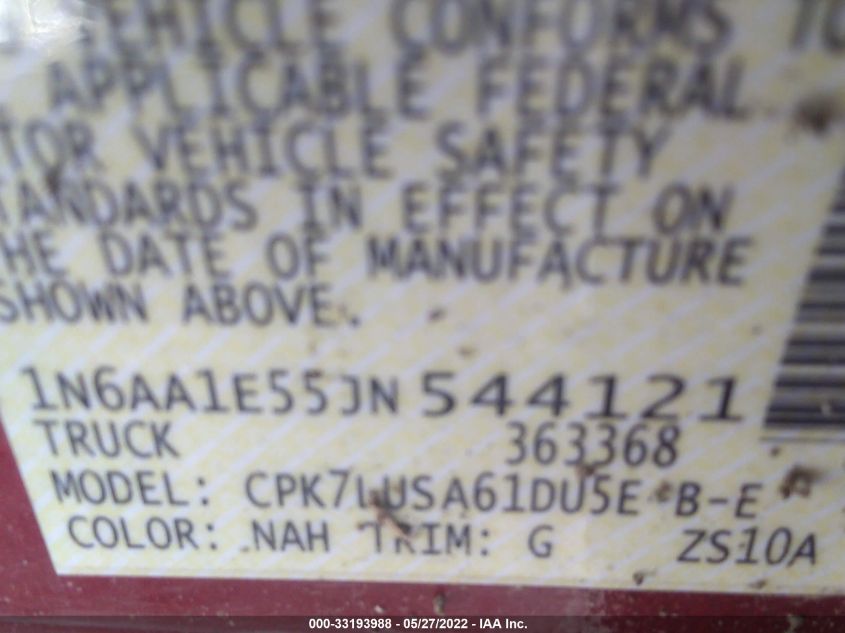 VEHICLE CONFORMS TO
APPLICABLE FEDERAL
TOR VEHICLE SAFETY
TANDARDS IN EFFECT ON
HE DATE OF MANUFACTURE
SHOWN ABOVE.
1N6AA1E55JN544121
TRUCK 363368
MODEL: CPK7LUSA61DU5E B-E
COLOR: NAH TRIM: G ZS10A
000-33193988 — 05/27/2022 - IAA Inc.